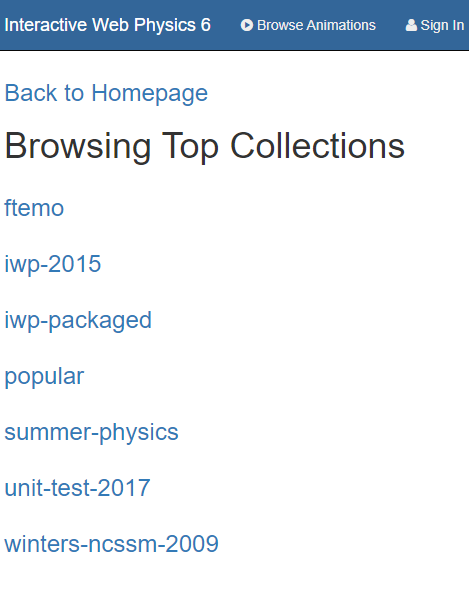 Interactive Web Physics 6 Browse Animations Sign In
Back to Homepage
Browsing Top Collections
ftemo
iwp-2015
iwp-packaged
popular
summer-physics
unit-test-2017
winters-ncssm-2009